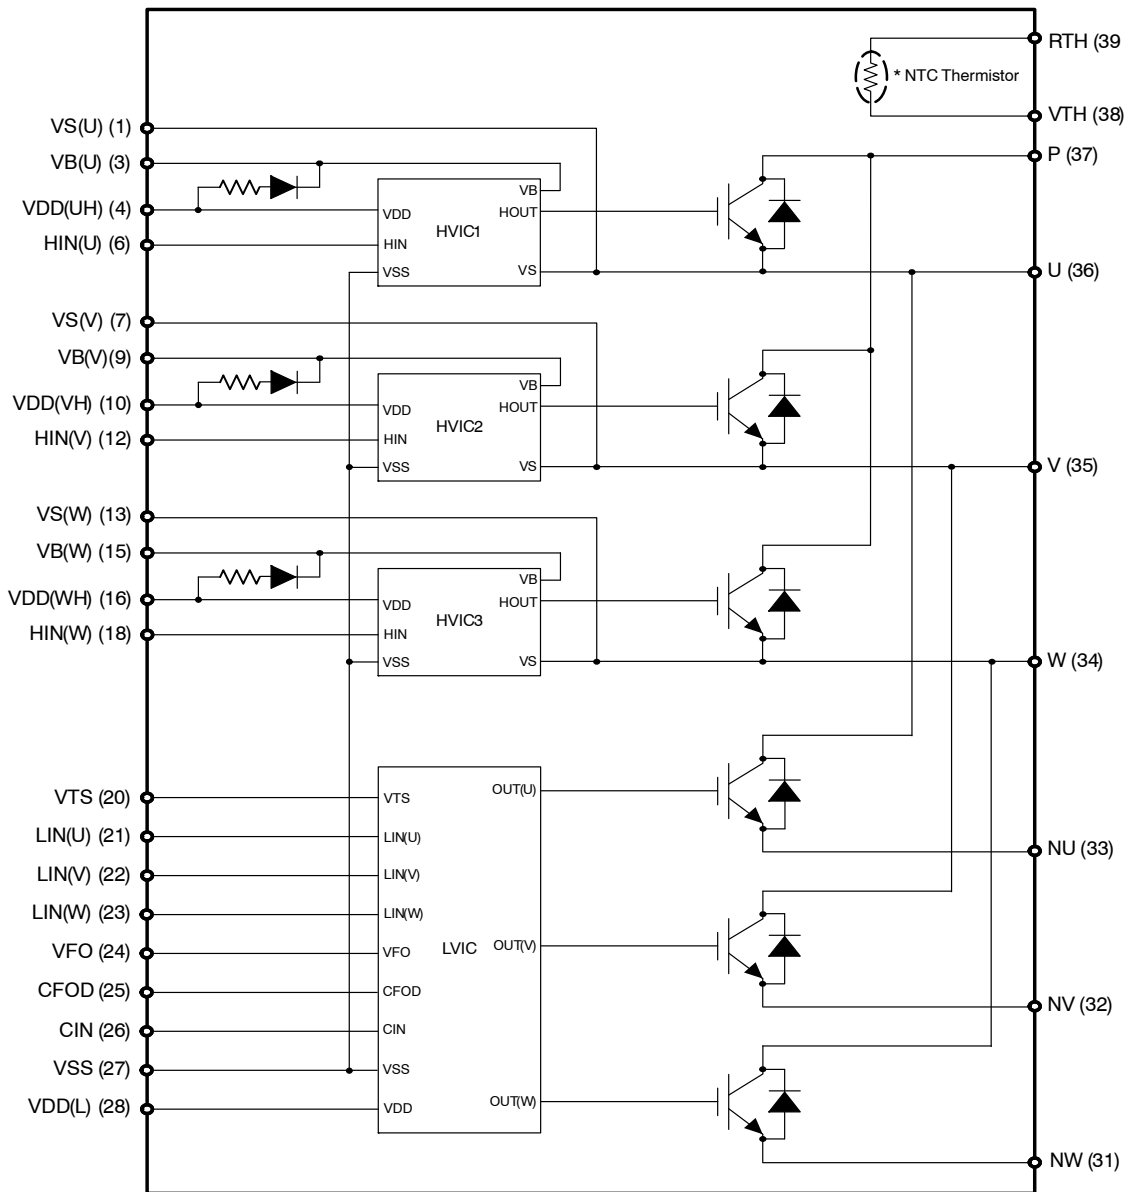 RTH (39
* NTC Thermistor
VTH (38)
P (37)
U (36)
V (35)
W (34)
NU (33)
NV (32)
NW (31)
VS(U) (1)
VB(U) (3)
VDD(UH) (4)
HIN(U) (6)
VS(V) (7)
VB(V)(9)
VDD(VH) (10)
HIN(V) (12)
VS(W) (13)
VB(W) (15)
VDD(WH) (16)
HIN(W) (18)
VTS (20)
LIN(U) (21)
LIN(V) (22)
LIN(W) (23)
VFO (24)
CFOD (25)
CIN (26)
VSS (27)
VDD(L) (28)
VB
VDD
HOUT
HVIC1
HIN
VSS
VS
VB
VDD
HOUT
HVIC2
HIN
VSS
VS
VB
VDD
HOUT
HVIC3
HIN
VSS
VS
VTS
OUT(U)
LIN(U)
LIN(V)
LIN(W)
VFO
LVIC
OUT(V)
CFOD
CIN
VSS
VDD
OUT(W)